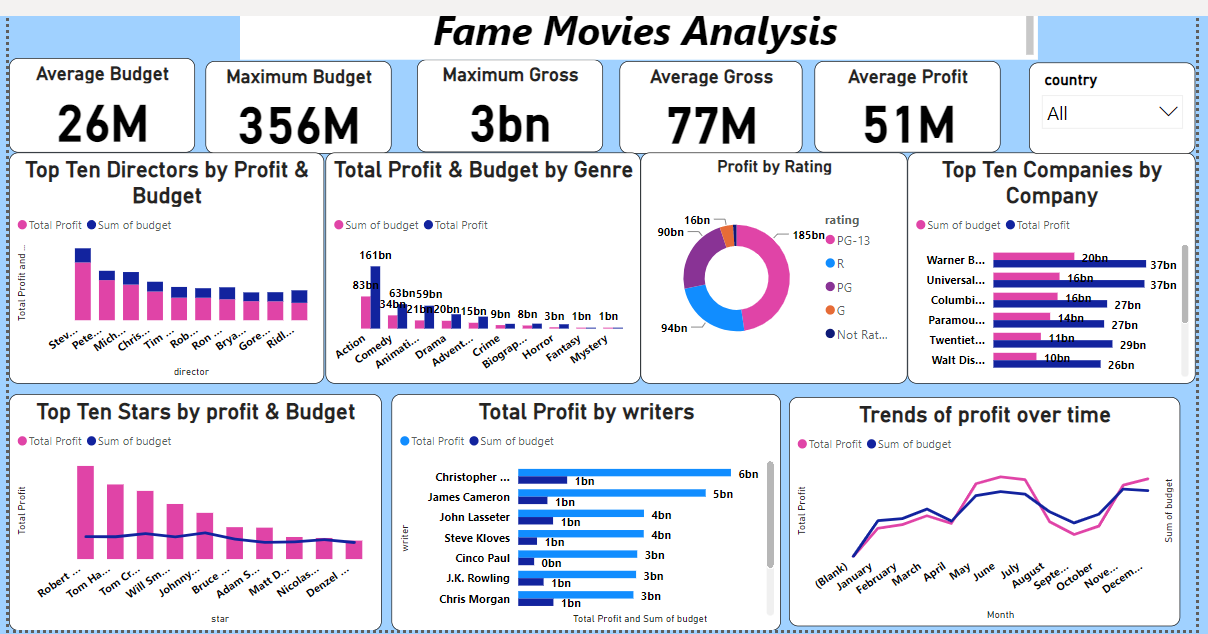 Fame Movies Analysis
Average Budget
26M
Maximum Budget
356M
Maximum Gross
3bn
Average Gross
77M
Average Profit
51M
country
All
Top Ten Directors by Profit &
Budget
Total Profit Sum of budget
Total Profit and ...
Stev...
Pete...
Mich...
Chris...
Tim ...
Rob...
Ron ...
Brya...
Gore...
Ridl...
director
Total Profit & Budget by Genre
Sum of budget Total Profit
161bn
83bn
34bn
63bn
21bn
59bn
20bn
15bn
9bn
8bn
3bn
1bn
1bn
Action
Comedy
Animati...
Drama
Advent...
Crime
Biograp...
Horror
Fantasy
Mystery
Profit by Rating
16bn
90bn
185bn
94bn
rating
PG-13
R
PG
G
Not Rat...
Top Ten Companies by
Company
Sum of budget Total Profit
Warner B... 20bn 37bn
Universal... 16bn 37bn
Columbi... 16bn 27bn
Paramou... 14bn 27bn
Twentiet... 11bn 29bn
Walt Dis... 10bn 26bn
Top Ten Stars by profit & Budget
Total Profit Sum of budget
Total Profit
Robert ...
Tom Ha...
Tom Cr...
Will Sm...
Johnny...
Bruce ...
Adam S...
Matt D...
Nicolas...
Denzel ...
star
Total Profit by writers
Total Profit Sum of budget
writer
Christopher ... 6bn 1bn
James Cameron 5bn 1bn
John Lasseter 4bn 1bn
Steve Kloves 4bn 1bn
Cinco Paul 3bn 0bn
J.K. Rowling 3bn 1bn
Chris Morgan 3bn 1bn
Total Profit and Sum of budget
Trends of profit over time
Total Profit Sum of budget
Total Profit
Sum of budget
(Blank)
January
February
March
April
May
June
July
August
Septe...
October
Nove...
Decem...
Month